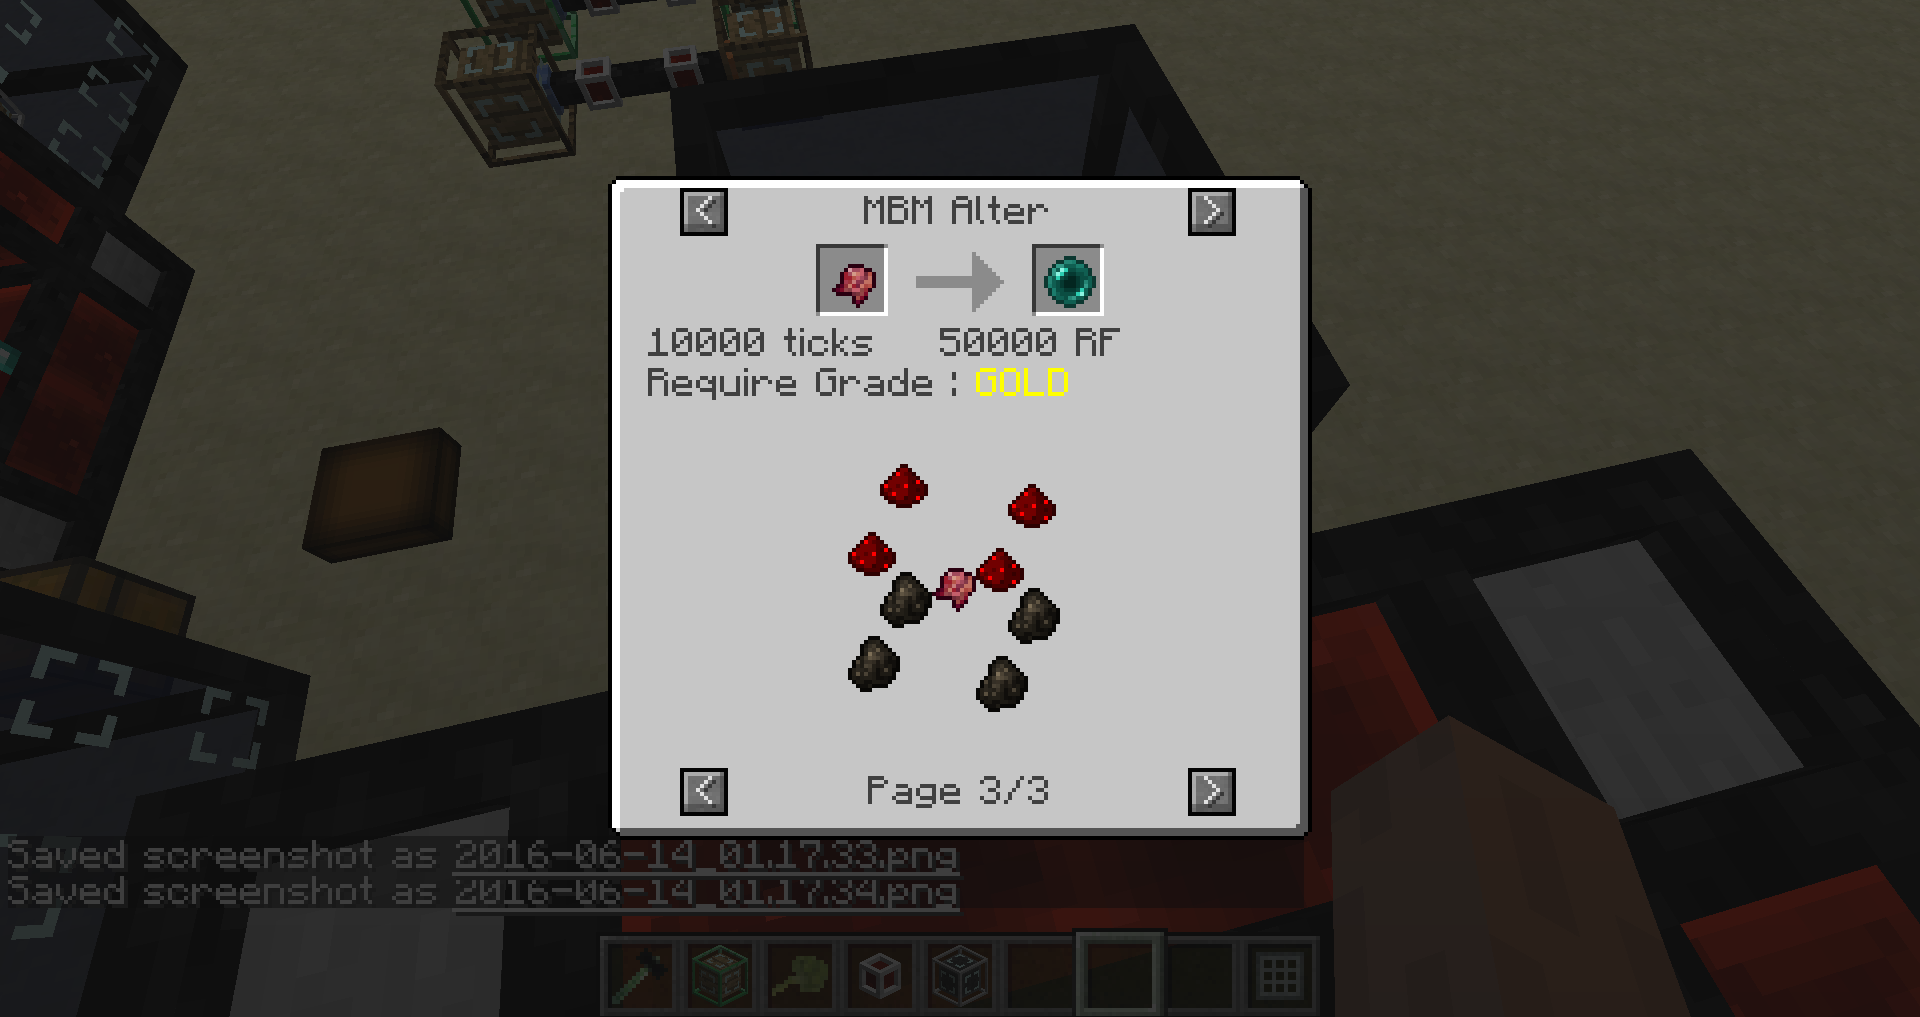 MBM Alter
10000 ticks 50000 RF
Require Grade : GOLD
Page 3/3
Saved screenshot as 2016-06-14_01.17.33.png
Saved screenshot as 2016-06-14_01.17.34.png